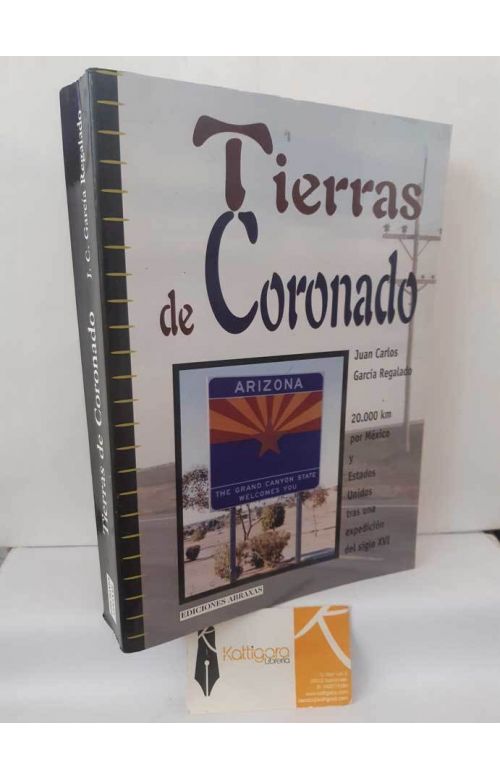 Tierras
de Coronado
Juan Carlos
García Regalado
20.000 km
por México
y
Estados
Unidos
tras una
expedición
del siglo XVI
ARIZONA
THE GRAND CANYON STATE
WELCOMES YOU
EDICIONES ABRAXAS
Tierras de Coronado J. C. García Regalado
Kattigara
Librería